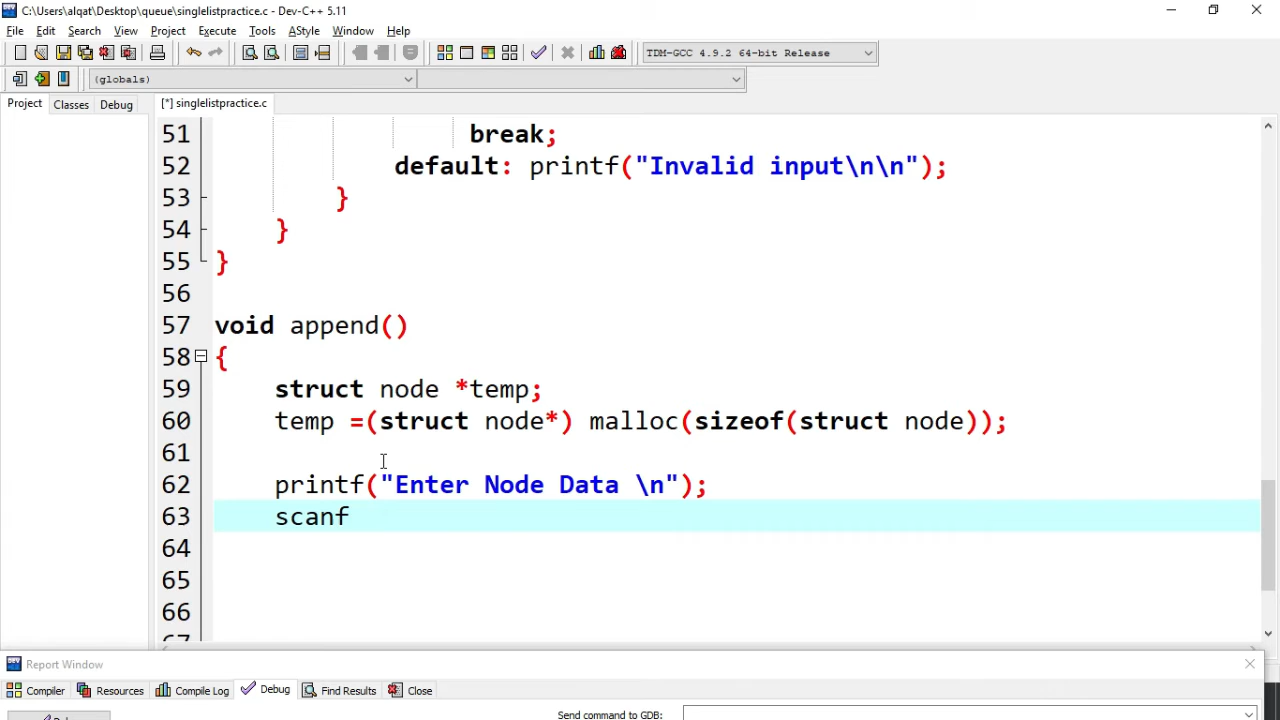 C:\Users\alqat\Desktop\queue\singlelistpractice.c - Dev-C++ 5.11
File Edit Search View Project Execute Tools AStyle Window Help
TDM-GCC 4.9.2 64-bit Release
(globals)
Project Classes Debug [*] singlelistpractice.c
51 break;
52 default: printf("Invalid input\n\n");
53 }
54 }
55 }
56
57 void append()
58 {
59 struct node *temp;
60 temp =(struct node*) malloc(sizeof(struct node));
61
62 printf("Enter Node Data \n");
63 scanf
64
65
66
67
Report Window
Compiler Resources Compile Log Debug Find Results Close
Send command to GDB: